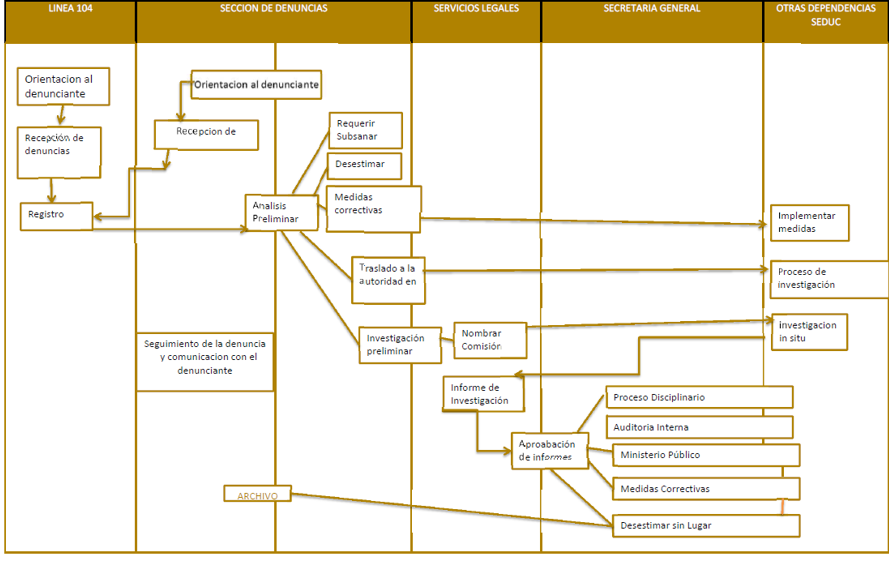 LINEA 104
SECCION DE DENUNCIAS
SERVICIOS LEGALES
SECRETARIA GENERAL
OTRAS DEPENDENCIAS
SEDUC
Orientacion al
denunciante
Recepción de
denuncias
Registro
Orientacion al denunciante
Recepcion de
Analisis
Preliminar
Requerir
Subsanar
Desestimar
Medidas
correctivas
Traslado a la
autoridad en
Investigación
preliminar
Nombrar
Comisión
Implementar
medidas
Proceso de
investigación
investigacion
in situ
Seguimiento de la denuncia
y comunicacion con el
denunciante
Informe de
Investigación
Aproabación
de informes
Proceso Disciplinario
Auditoria Interna
Ministerio Público
Medidas Correctivas
Desestimar sin Lugar
ARCHIVO